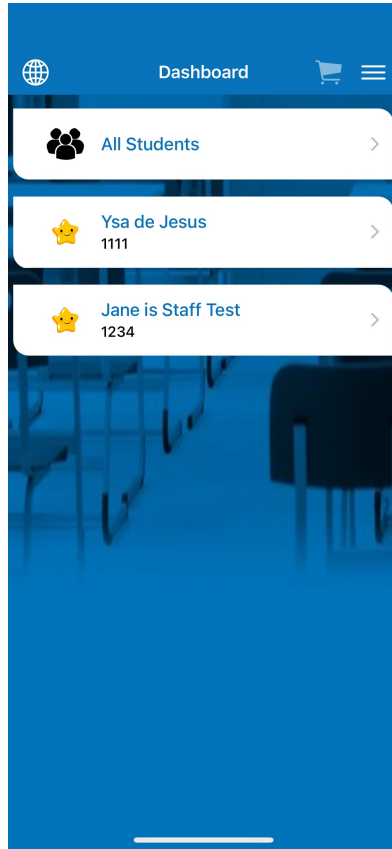 Dashboard
All Students
Ysa de Jesus
1111
Jane is Staff Test
1234